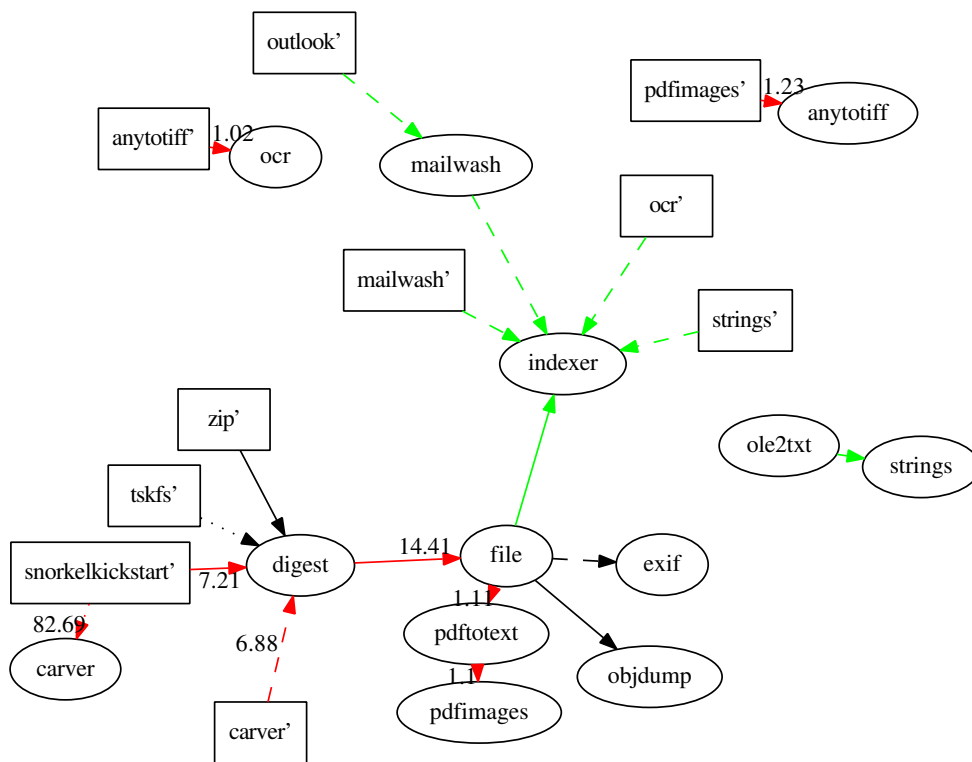 outlook’
pdfimages’
1.23
anytotiff
anytotiff’
1.02
ocr
mailwash
ocr’
mailwash’
strings’
indexer
zip’
ole2txt
strings
tskfs’
snorkelkickstart’
7.21
digest
14.41
file
exif
1.11
82.69
carver
6.88
pdftotext
objdump
1.1
pdfimages
carver’